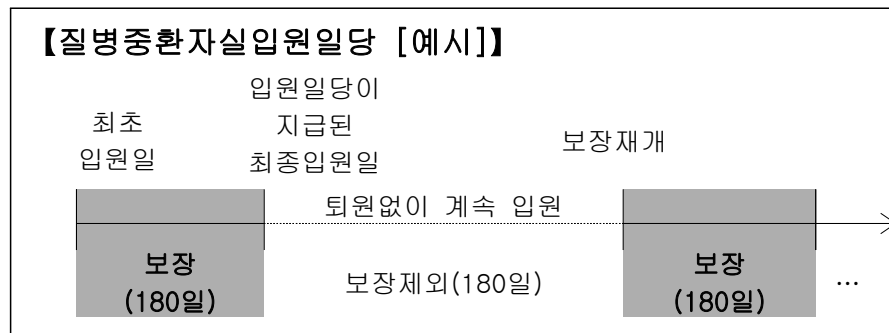 【질병중환자실입원일당 [예시]】
최초
입원일
입원일당이
지급된
최종입원일
보장재개
퇴원없이 계속 입원
보장
(180일)
보장제외(180일)
보장
(180일)
…